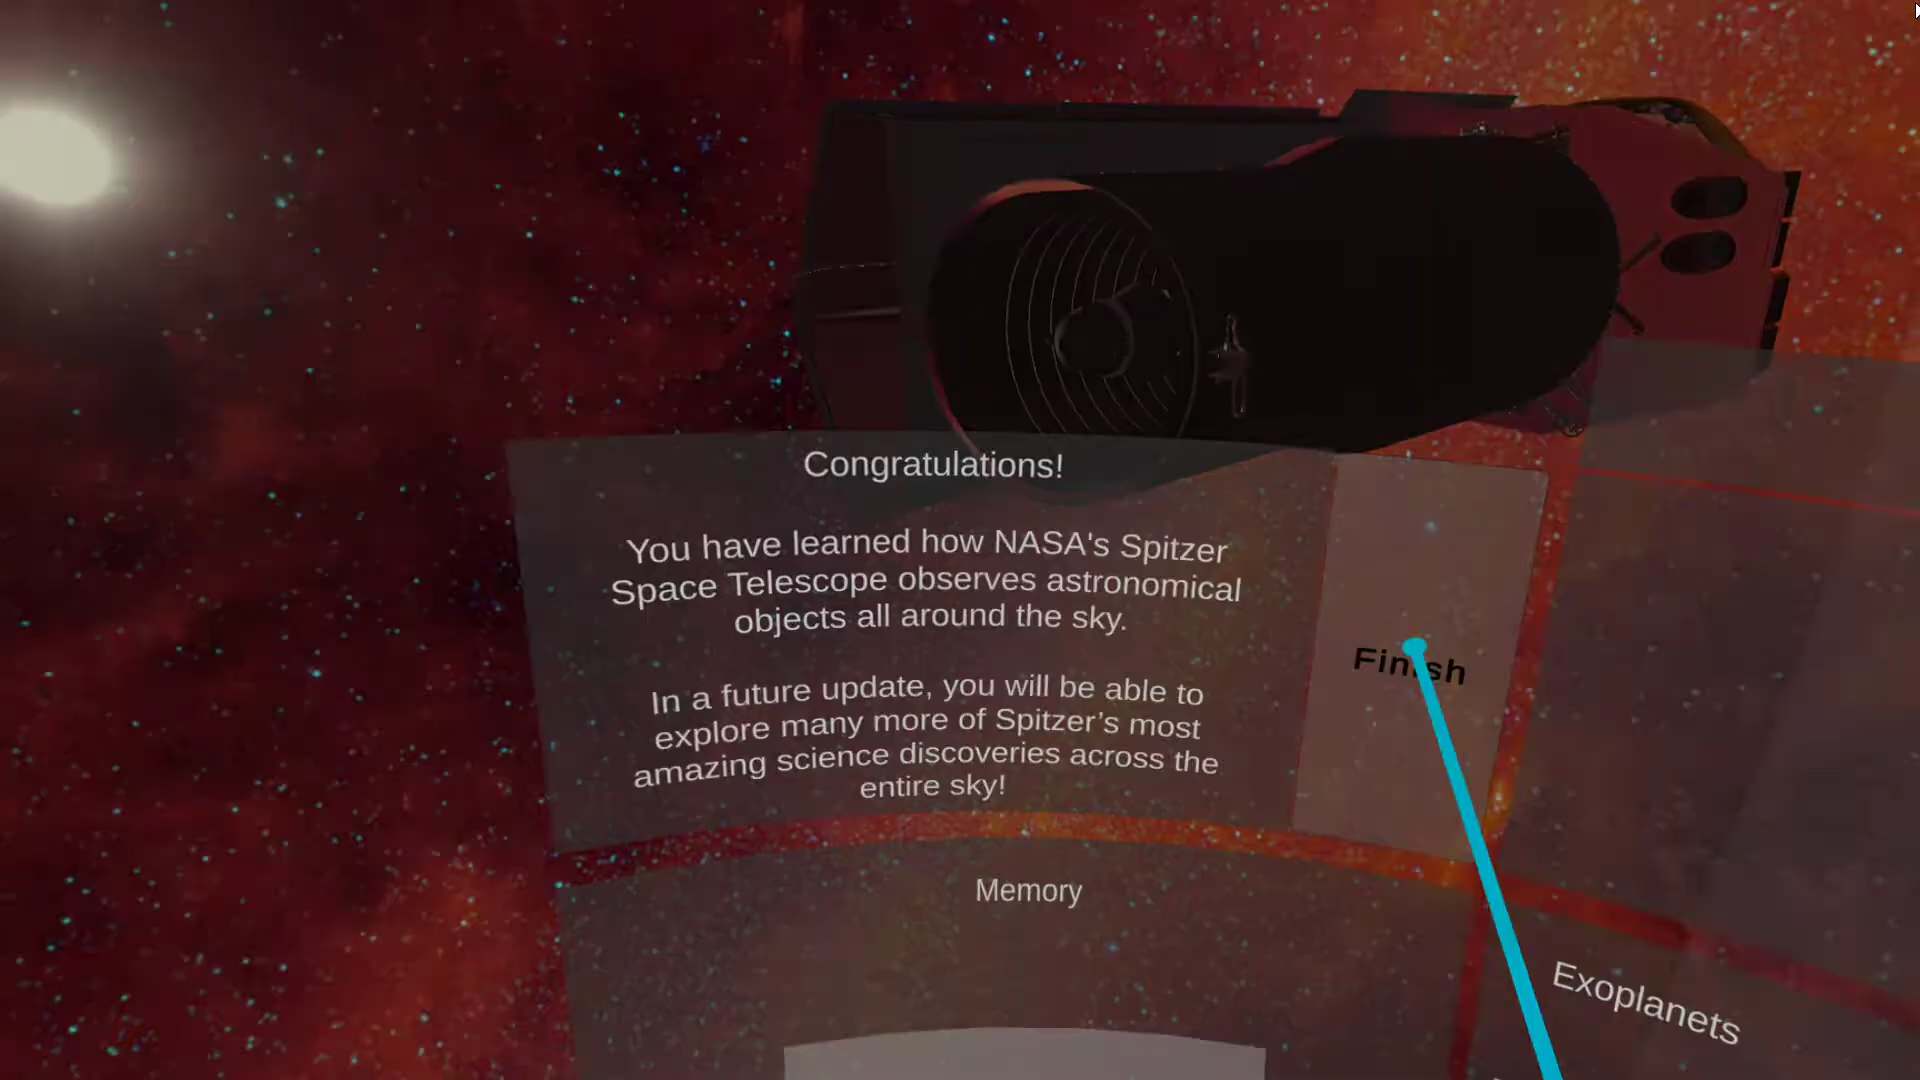 Congratulations!
You have learned how NASA's Spitzer
Space Telescope observes astronomical
objects all around the sky.
In a future update, you will be able to
explore many more of Spitzer’s most
amazing science discoveries across the
entire sky!
Finish
Memory
Exoplanets